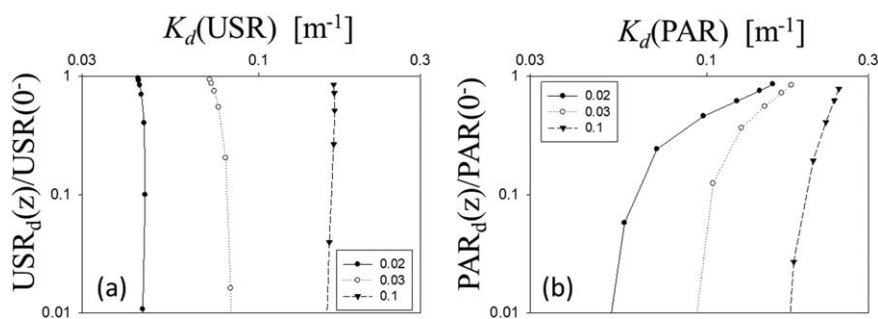 K_d(USR) [m⁻¹]
0.03 0.1 0.3
USR_d(z)/USR(0⁻)
1
0.1
0.01
(a)
0.02
0.03
0.1
K_d(PAR) [m⁻¹]
0.03 0.1 0.3
PAR_d(z)/PAR(0⁻)
1
0.1
0.01
0.02
0.03
0.1
(b)